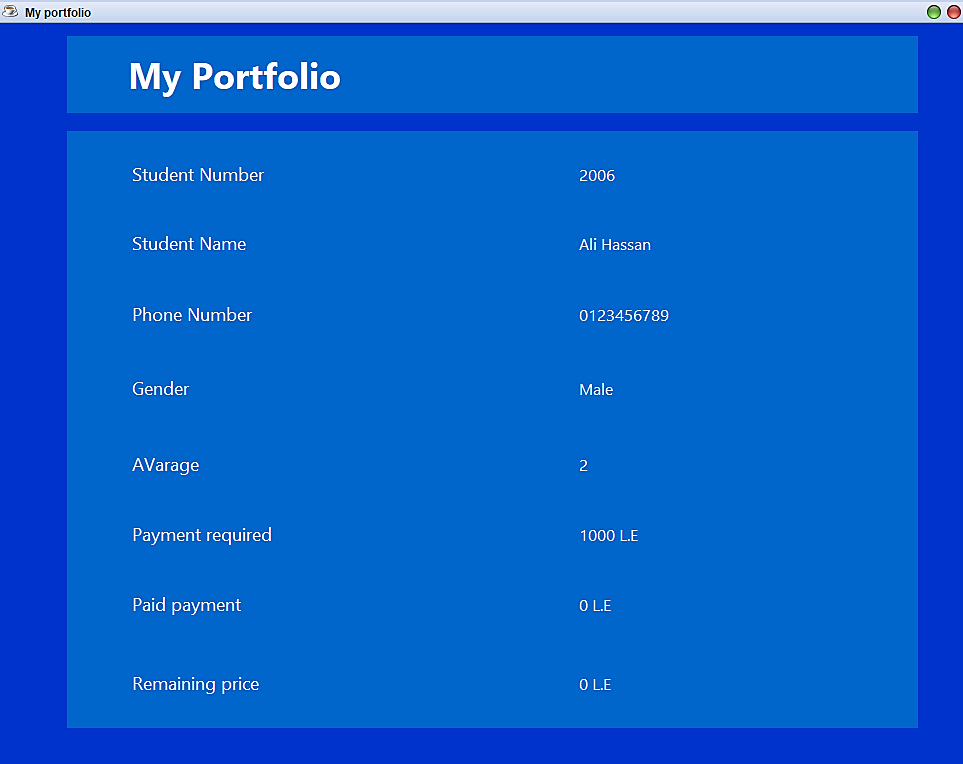 My portfolio
My Portfolio
Student Number 2006
Student Name Ali Hassan
Phone Number 0123456789
Gender Male
AVarage 2
Payment required 1000 L.E
Paid payment 0 L.E
Remaining price 0 L.E